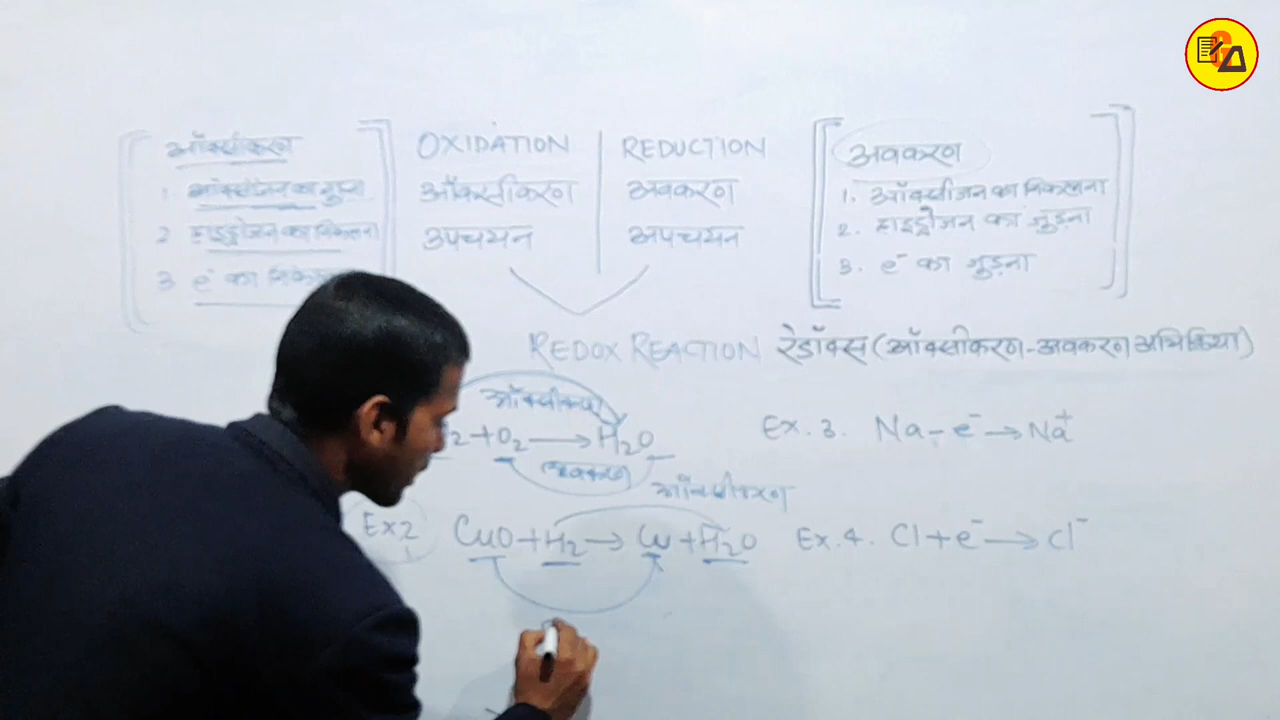 ऑक्सीकरण
1. ऑक्सीजन का जुड़ना
2 हाइड्रोजन का निकलना
3 e⁻ का
OXIDATION
ऑक्सीकरण
उपचयन
REDUCTION
अवकरण
अपचयन
अवकरण
1. ऑक्सीजन का निकलना
2. हाइड्रोजन का जुड़ना
3. e⁻ का जुड़ना
REDOX REACTION रेडॉक्स (ऑक्सीकरण-अवकरण अभिक्रिया)
ऑक्सीकरण
2 + O₂ → H₂O
अवकरण
Ex. 3. Na - e⁻ → Na⁺
ऑक्सीकरण
Ex 2 CuO + H₂ → Cu + H₂O
Ex. 4. Cl + e⁻ → Cl⁻